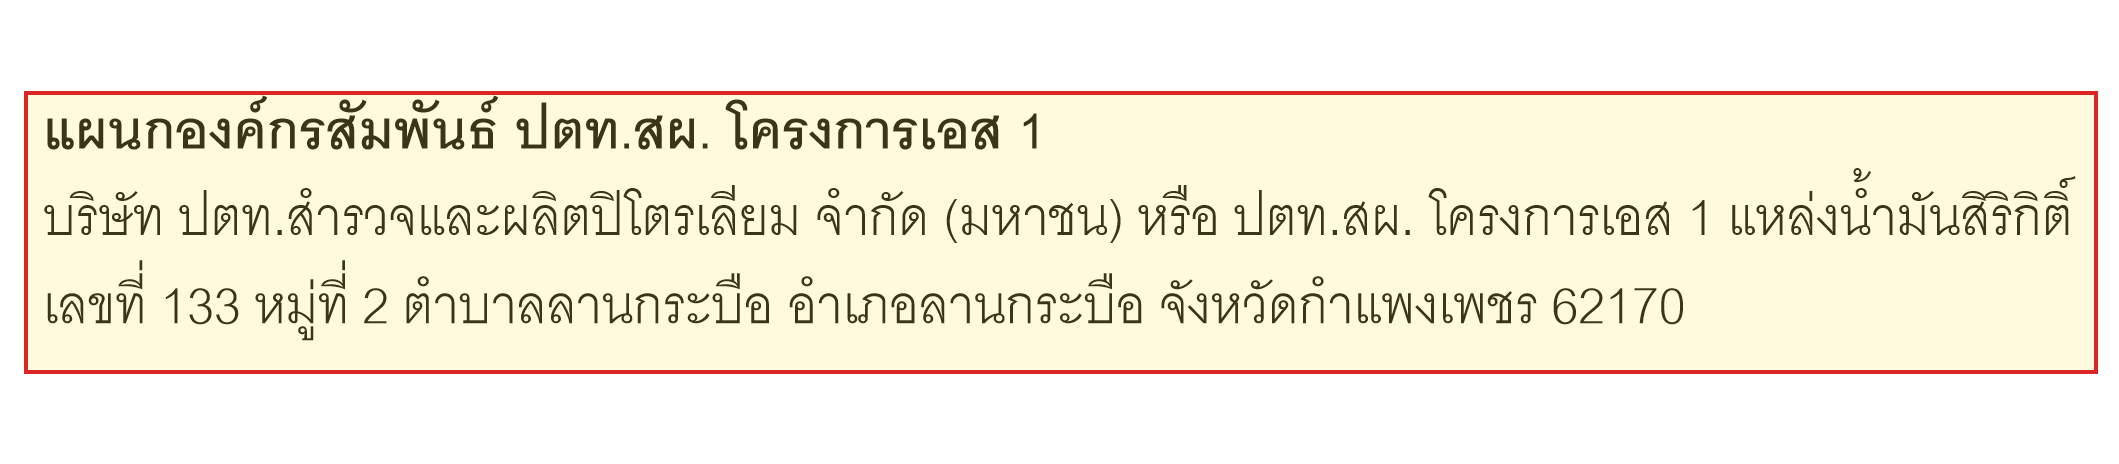 แผนกองค์กรสัมพันธ์ ปตท.สผ. โครงการเอส 1
บริษัท ปตท.สำรวจและผลิตปิโตรเลียม จำกัด (มหาชน) หรือ ปตท.สผ. โครงการเอส 1 แหล่งน้ำมันสิริกิติ์
เลขที่ 133 หมู่ที่ 2 ตำบาลลานกระบือ อำเภอลานกระบือ จังหวัดกำแพงเพชร 62170